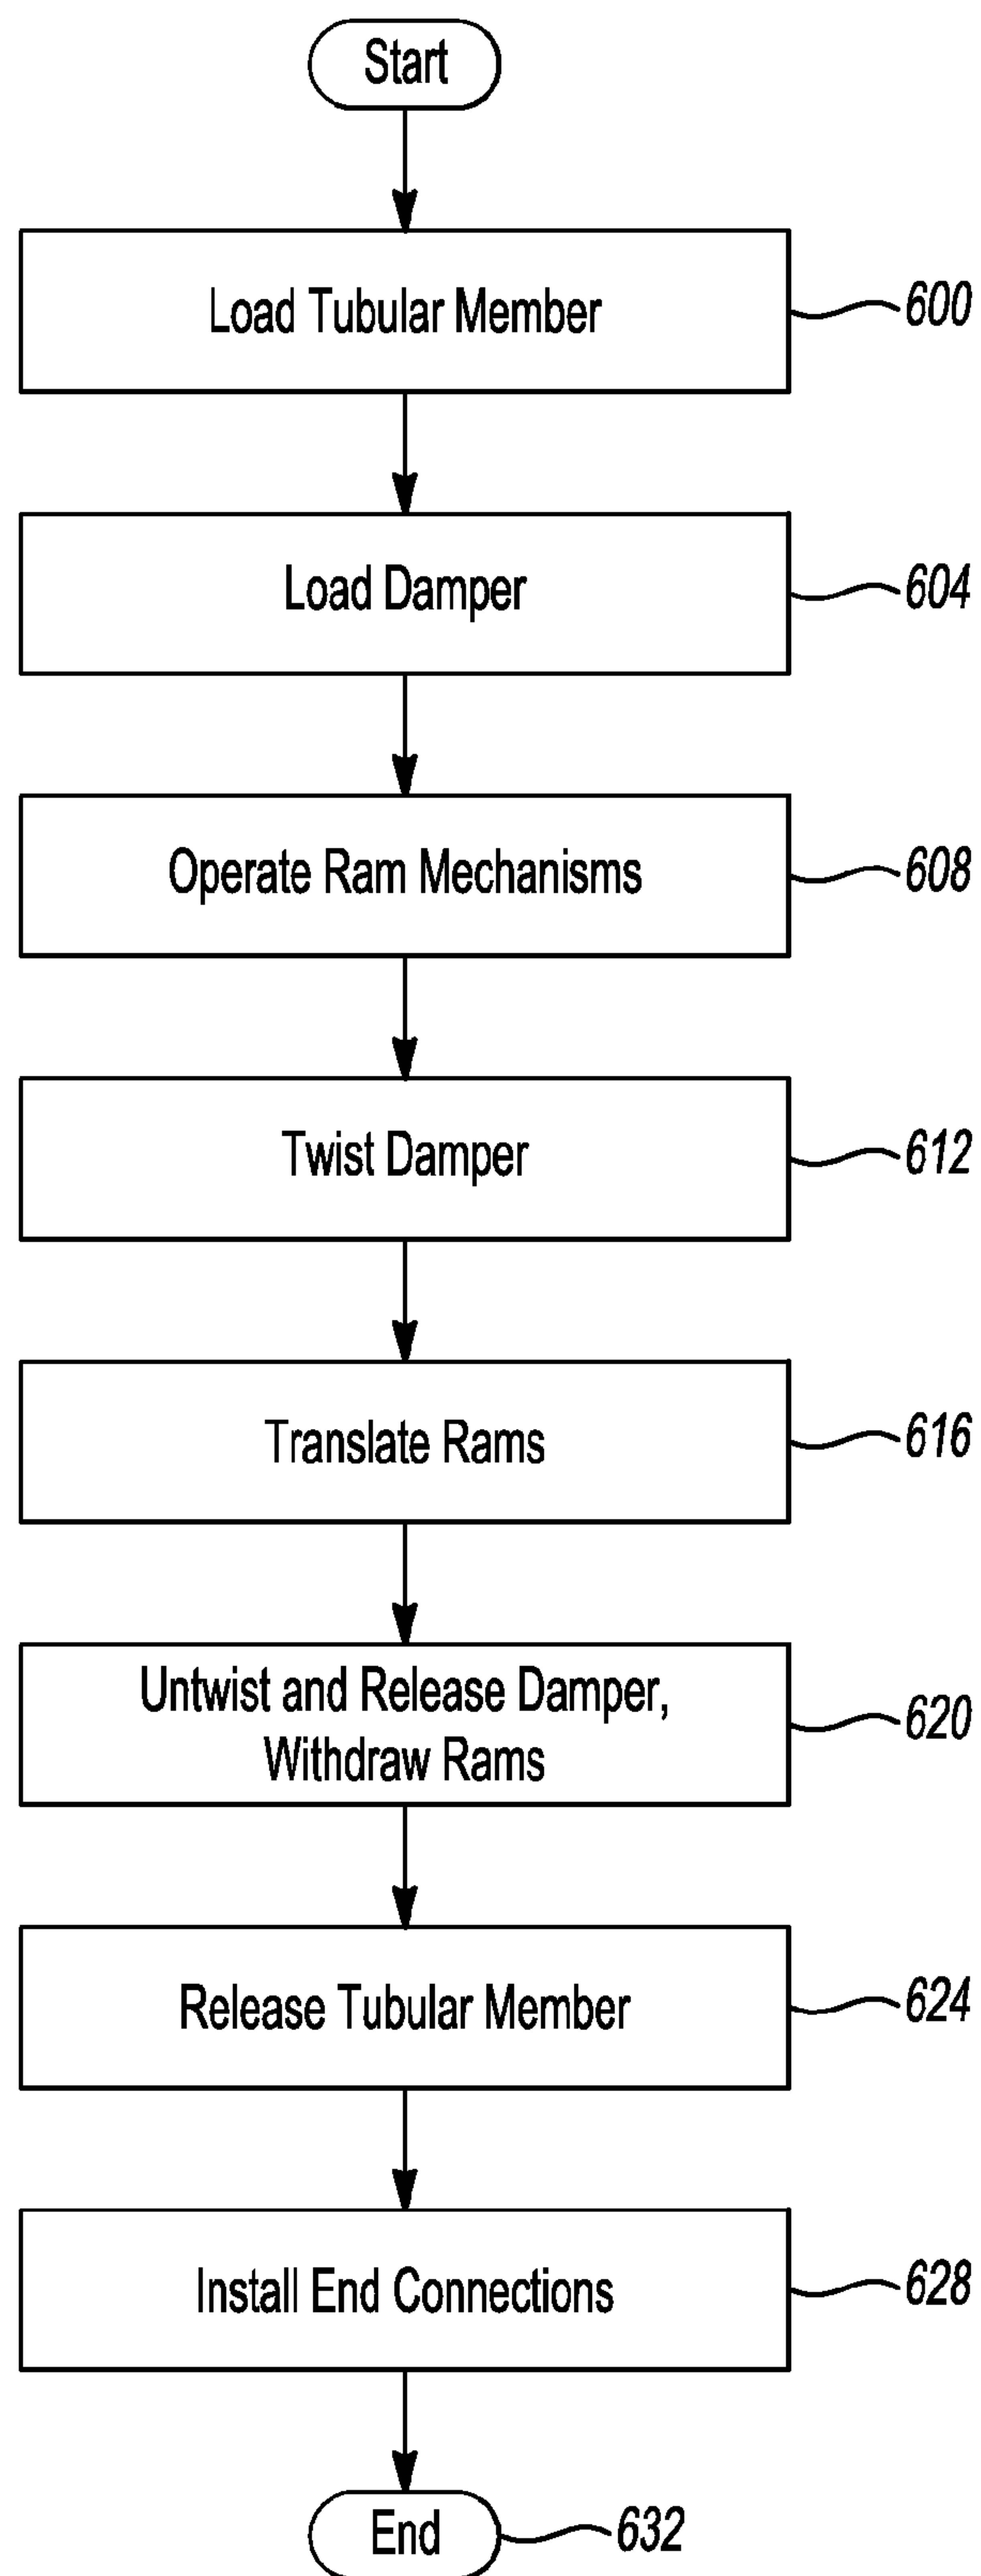 Start
Load Tubular Member
600
Load Damper
604
Operate Ram Mechanisms
608
Twist Damper
612
Translate Rams
616
Untwist and Release Damper,
Withdraw Rams
620
Release Tubular Member
624
Install End Connections
628
End
632